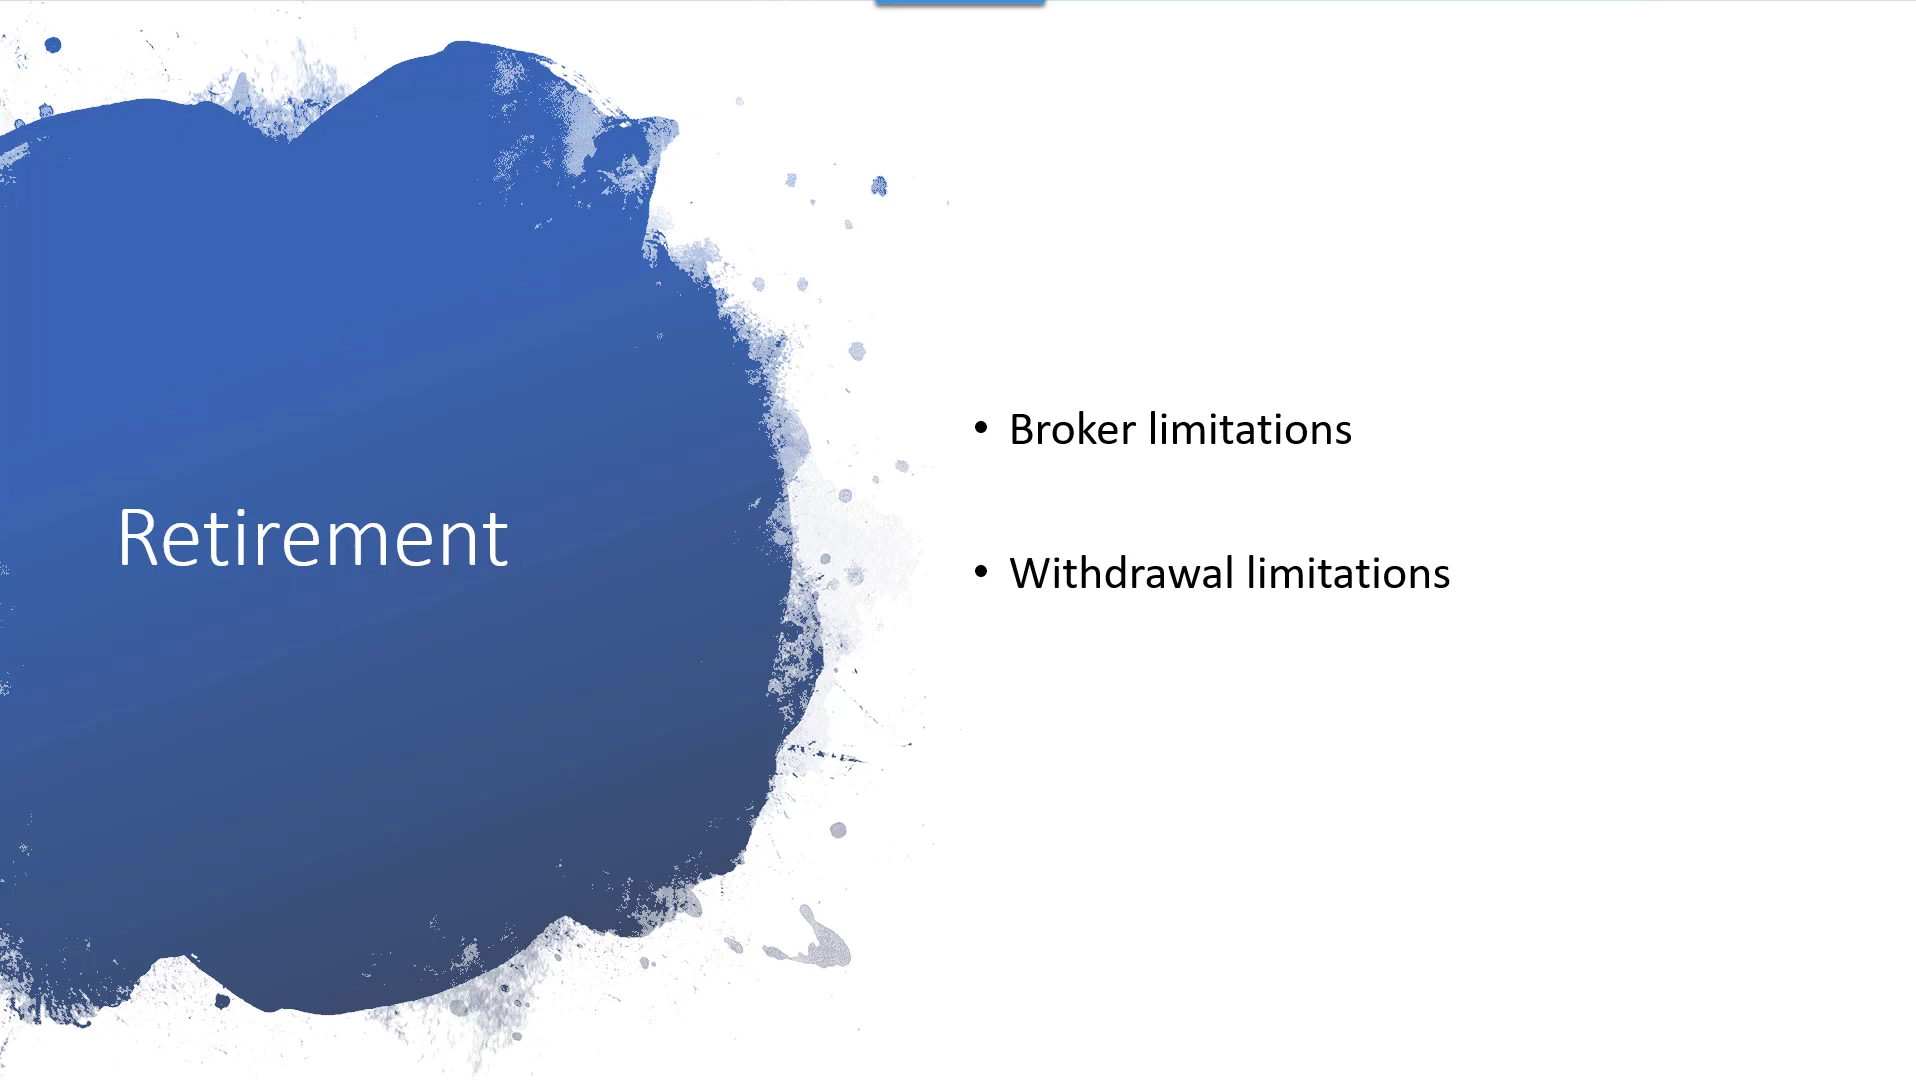 Retirement
• Broker limitations
• Withdrawal limitations